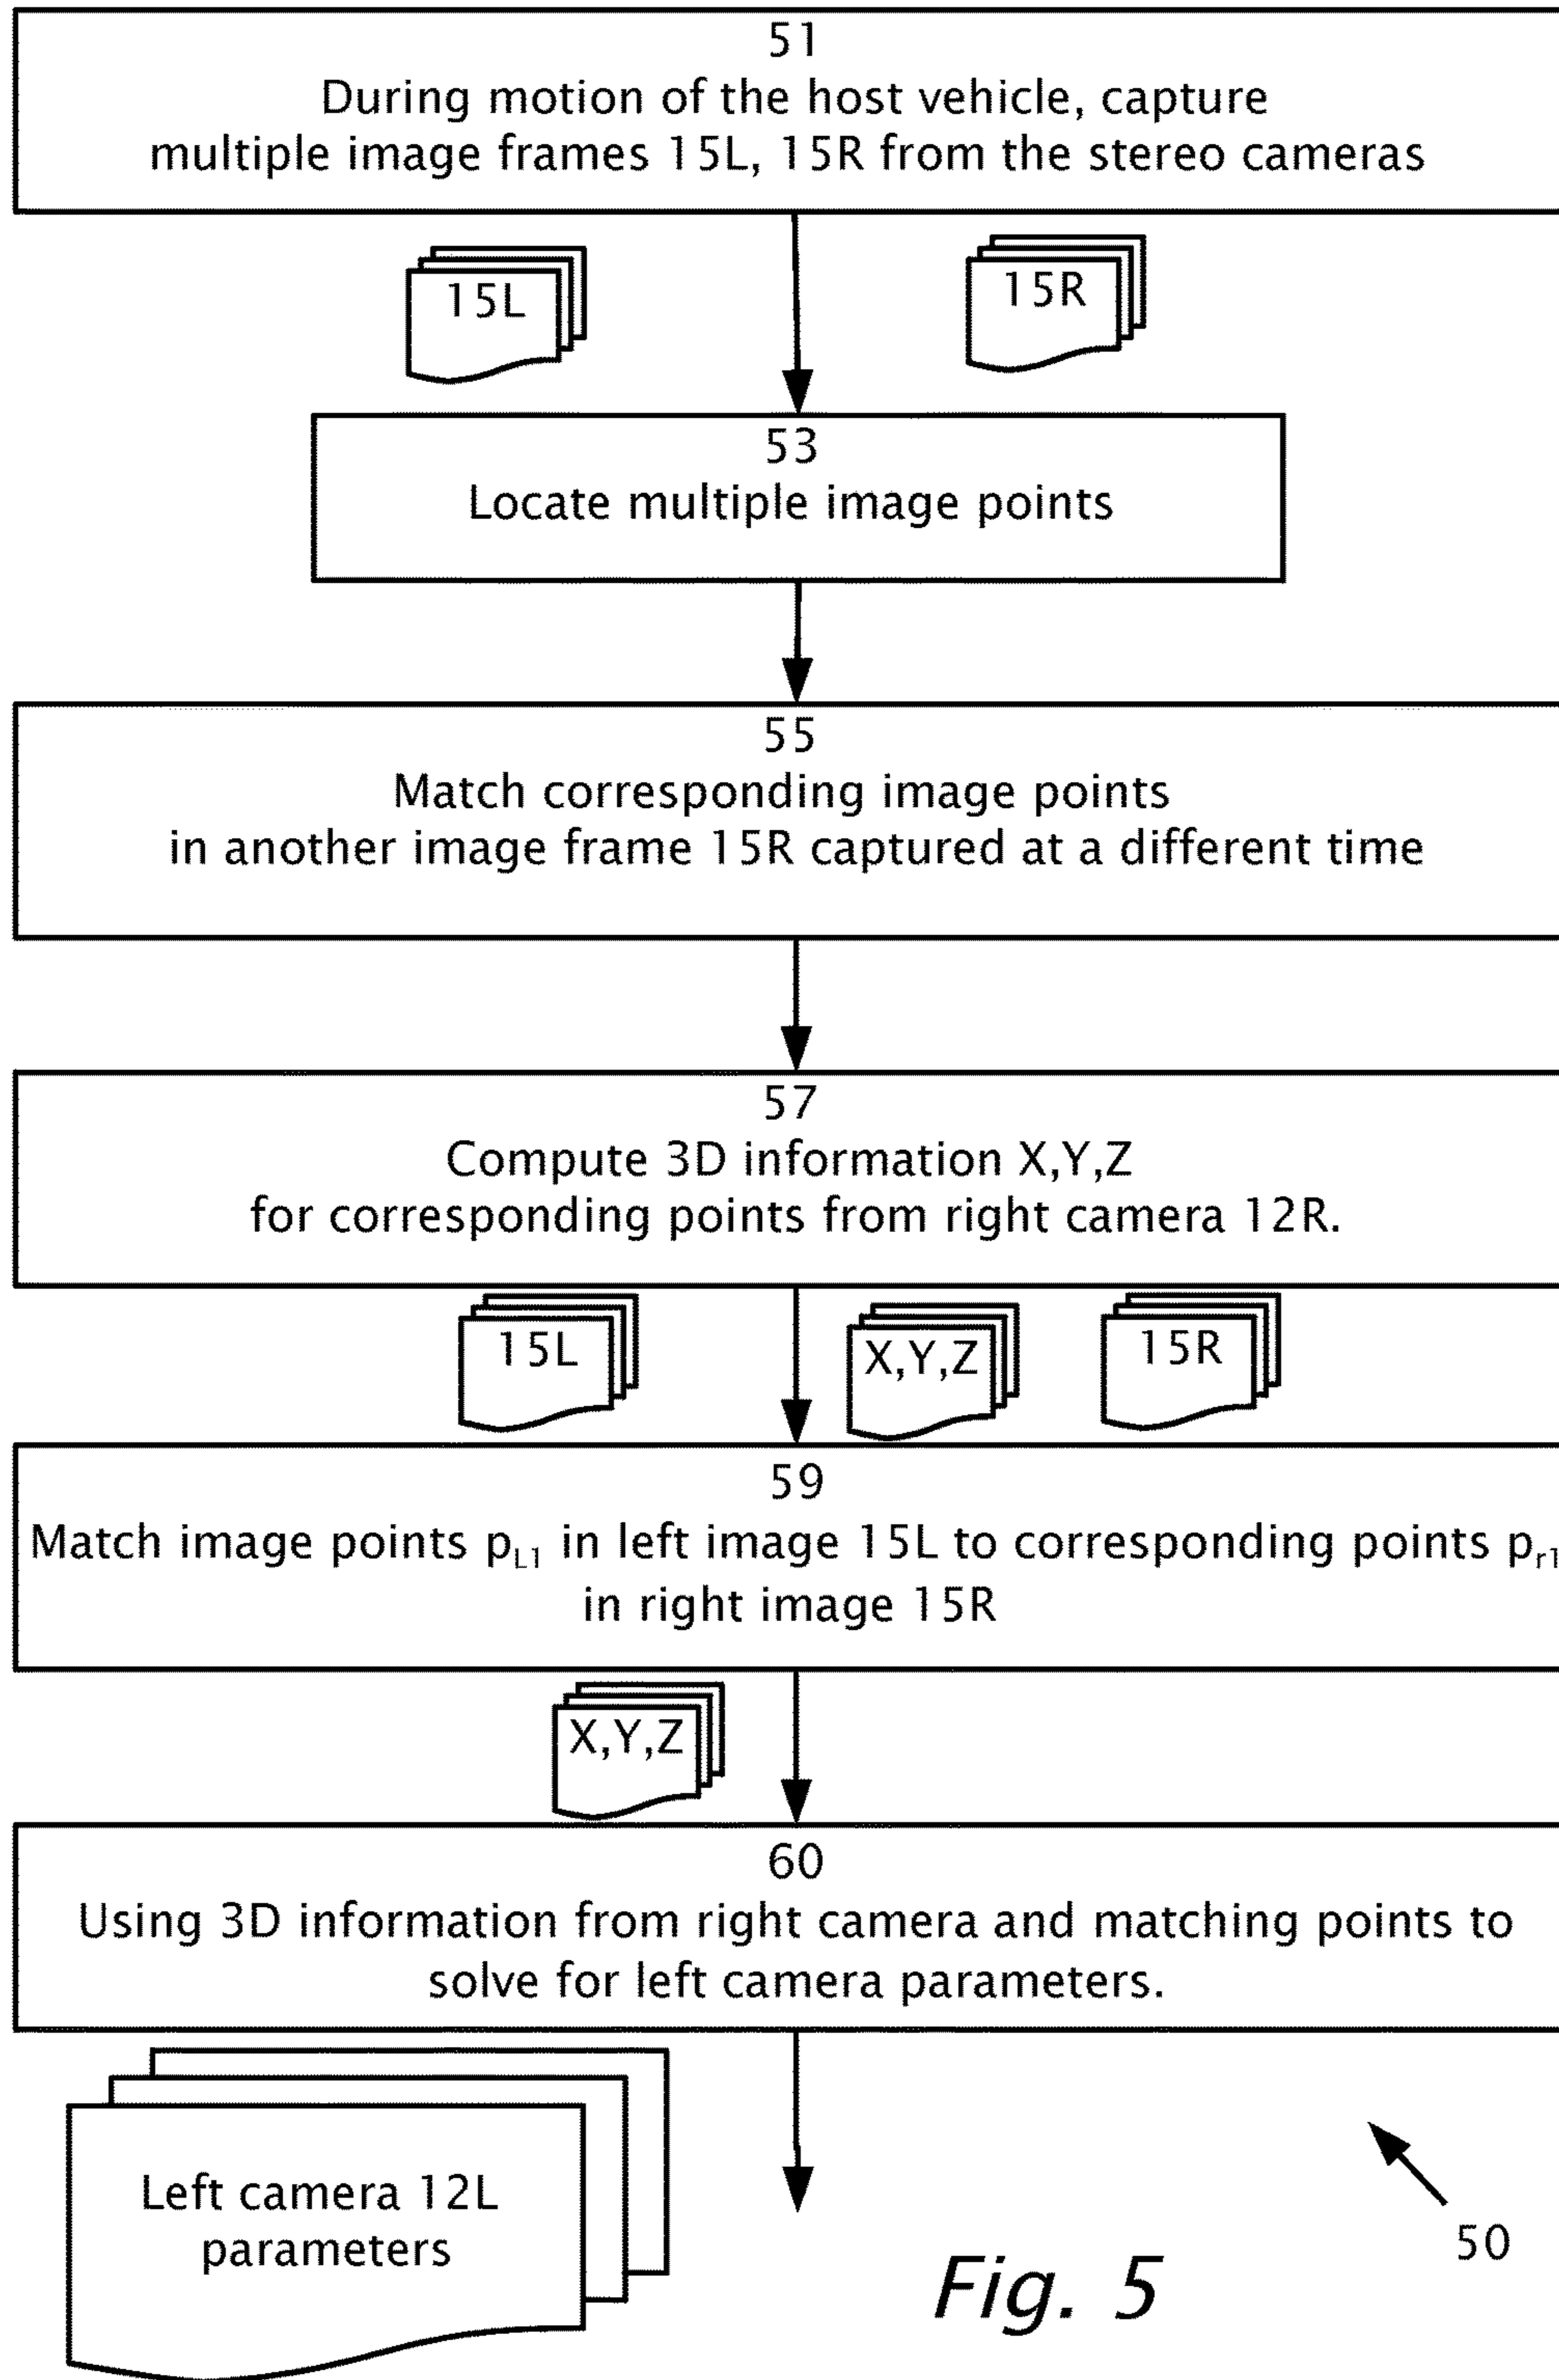 51
During motion of the host vehicle, capture
multiple image frames 15L, 15R from the stereo cameras
15L
15R
53
Locate multiple image points
55
Match corresponding image points
in another image frame 15R captured at a different time
57
Compute 3D information X,Y,Z
for corresponding points from right camera 12R.
15L
X,Y,Z
15R
59
Match image points pL1 in left image 15L to corresponding points pr1
in right image 15R
X,Y,Z
60
Using 3D information from right camera and matching points to
solve for left camera parameters.
Left camera 12L
parameters
50
Fig. 5